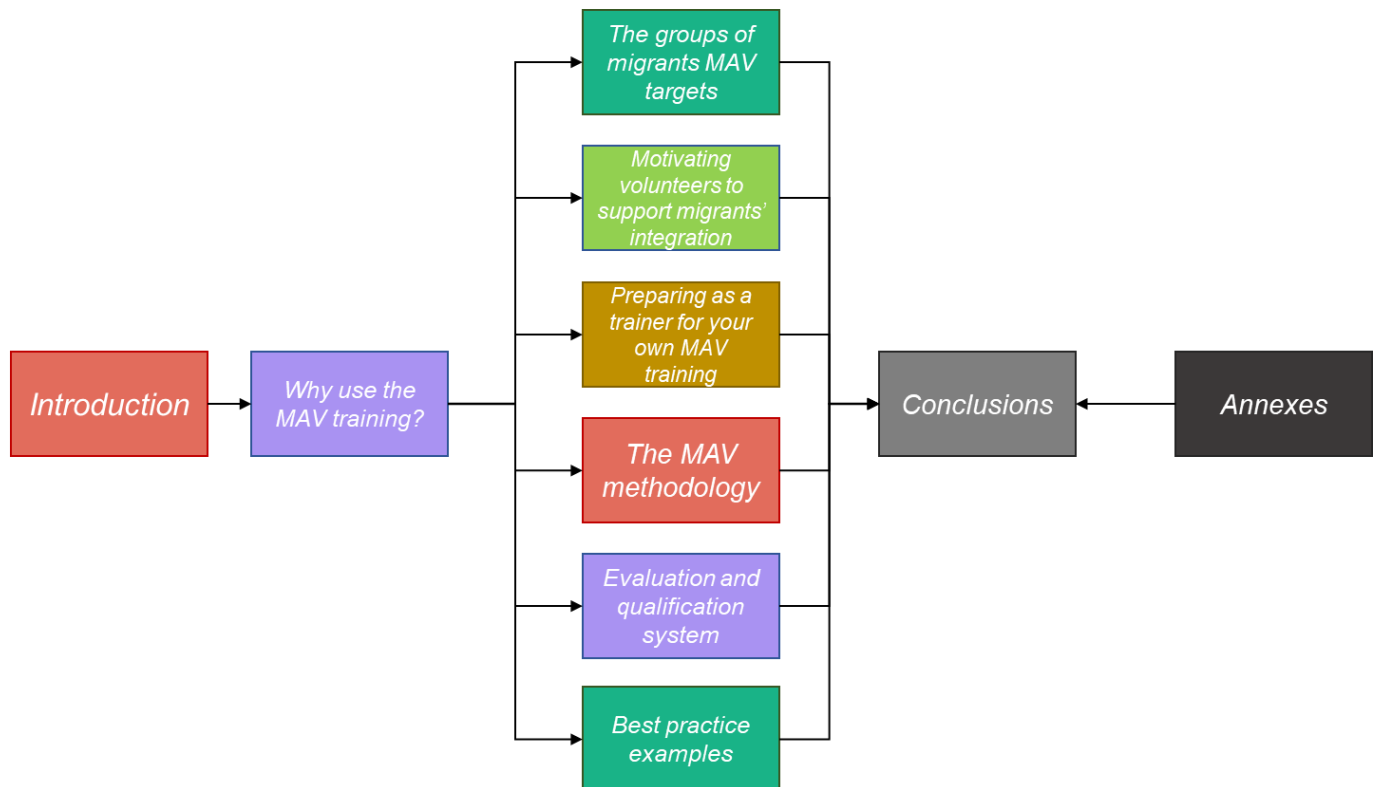 Introduction
Why use the
MAV training?
The groups of
migrants MAV
targets
Motivating
volunteers to
support migrants’
integration
Preparing as a
trainer for your
own MAV
training
The MAV
methodology
Evaluation and
qualification
system
Best practice
examples
Conclusions
Annexes